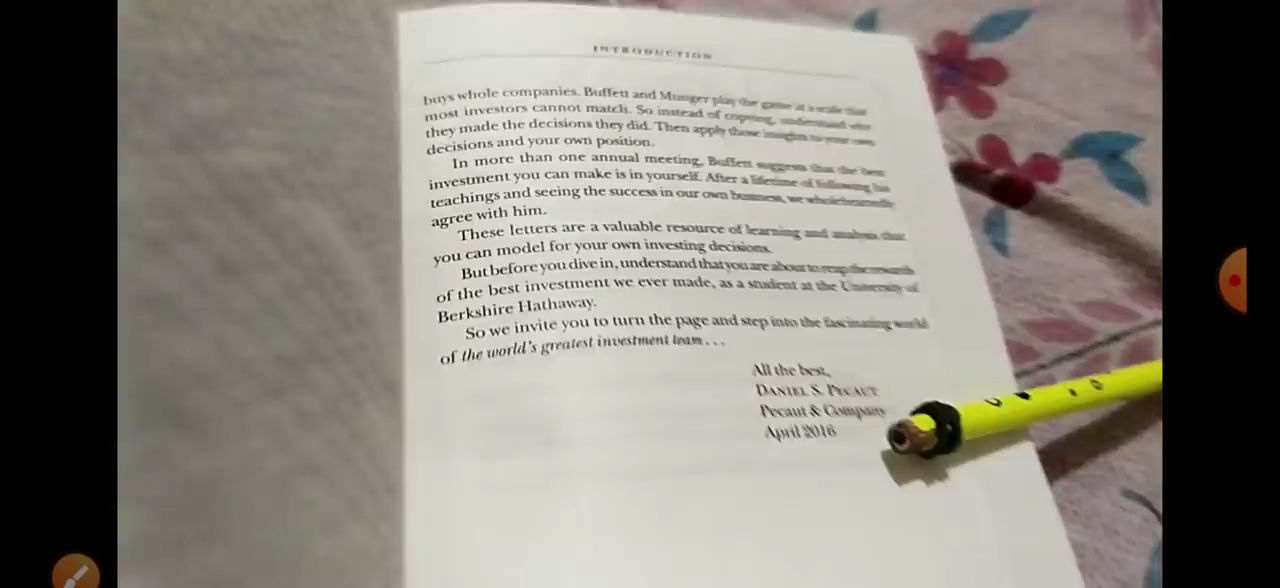 INTRODUCTION
buys whole companies. Buffett and Munger play the game at a scale that
most investors cannot match. So instead of copying, understand why
they made the decisions they did. Then apply those insights to your own
decisions and your own position.
In more than one annual meeting, Buffett suggests that the best
investment you can make is in yourself. After a lifetime of following his
teachings and seeing the success in our own business, we wholeheartedly
agree with him.
These letters are a valuable resource of learning and analysis that
you can model for your own investing decisions.
But before you dive in, understand that you are about to reap the rewards
of the best investment we ever made, as a student at the University of
Berkshire Hathaway.
So we invite you to turn the page and step into the fascinating world
of the world's greatest investment team . . .
All the best,
DANIEL S. PECAUT
Pecaut & Company
April 2016